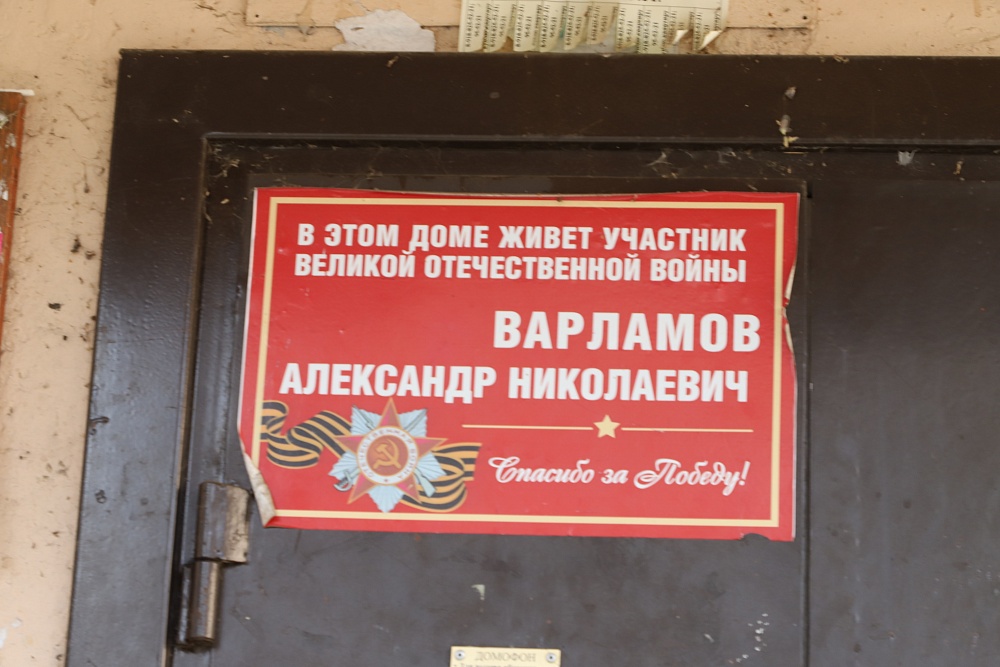 В ЭТОМ ДОМЕ ЖИВЕТ УЧАСТНИК
ВЕЛИКОЙ ОТЕЧЕСТВЕННОЙ ВОЙНЫ
ВАРЛАМОВ
АЛЕКСАНДР НИКОЛАЕВИЧ
Спасибо за Победу!
ДОМОФОН